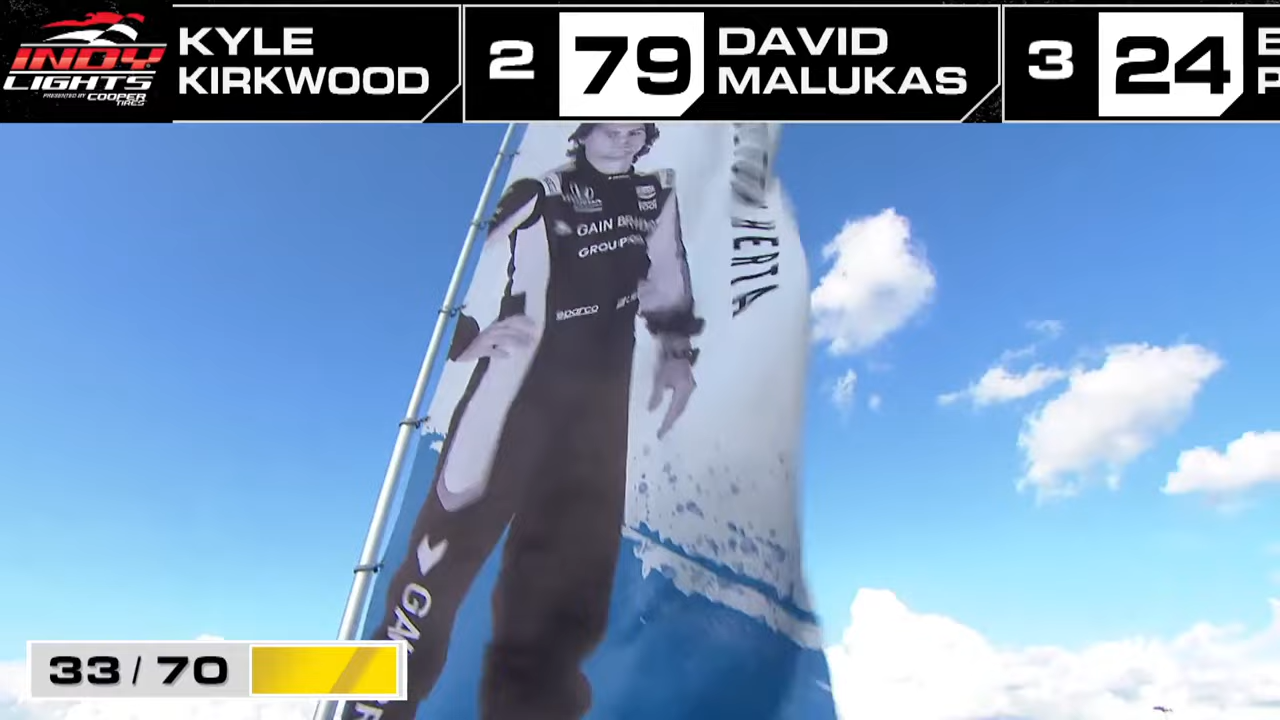 INDY
LIGHTS
PRESENTED BY COOPER
TIRES
KYLE
KIRKWOOD
2
79
DAVID
MALUKAS
3
24
HERTA
GAIN
GROUP
sparco
33 / 70